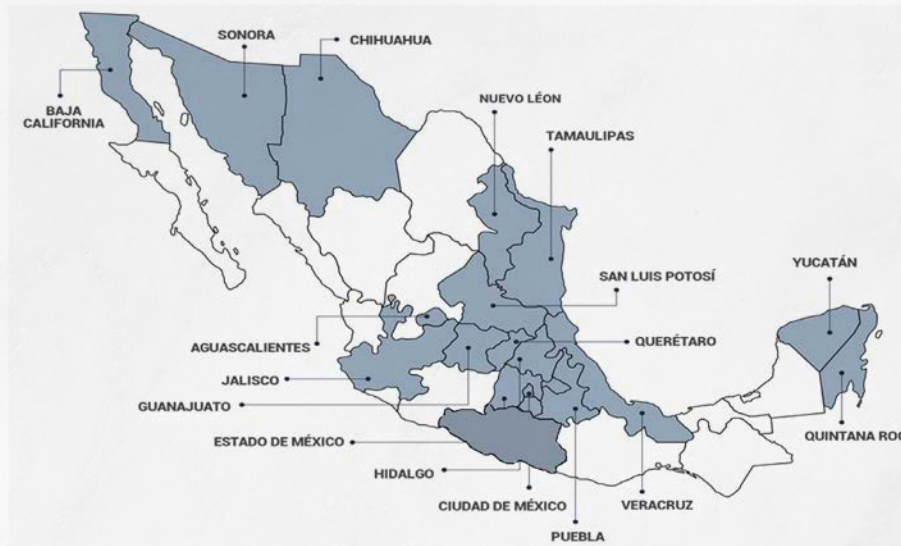 SONORA
CHIHUAHUA
BAJA
CALIFORNIA
NUEVO LÉON
TAMAULIPAS
SAN LUIS POTOSÍ
YUCATÁN
AGUASCALIENTES
QUERÉTARO
JALISCO
GUANAJUATO
ESTADO DE MÉXICO
QUINTANA ROO
HIDALGO
CIUDAD DE MÉXICO
VERACRUZ
PUEBLA